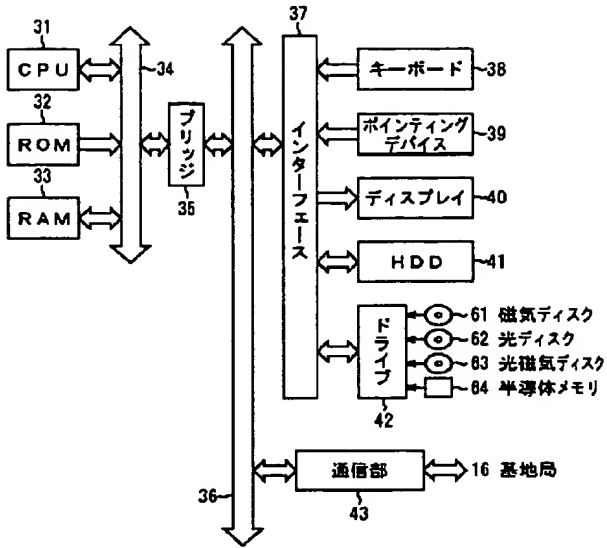 31
CPU
32
ROM
33
RAM
34
ブリッジ
35
36
37
インターフェース
キーボード
38
ポインティング
デバイス
39
ディスプレイ
40
HDD
41
ドライブ
42
61 磁気ディスク
62 光ディスク
63 光磁気ディスク
64 半導体メモリ
通信部
43
16 基地局